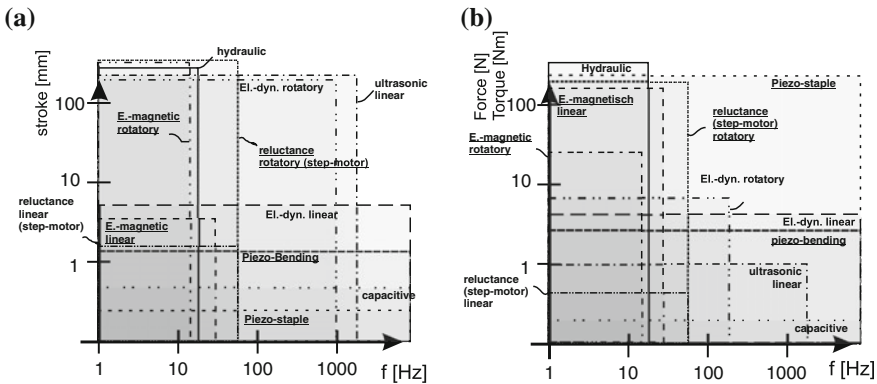 (a)
stroke [mm]
hydraulic
El.-dyn. rotatory
ultrasonic
linear
100
E.-magnetic
rotatory
reluctance
rotatory (step-motor)
10
reluctance
linear
(step-motor)
El.-dyn. linear
E.-magnetic
linear
Piezo-Bending
1
capacitive
Piezo-staple
1
10
100
1000
f [Hz]
(b)
Force [N]
Torque [Nm]
Hydraulic
Piezo-staple
100
E.-magnetisch
linear
reluctance
(step-motor)
rotatory
E.-magnetic
rotatory
10
El.-dyn. rotatory
El.-dyn. linear
piezo-bending
1
ultrasonic
linear
reluctance
(step-motor)
linear
capacitive
1
10
100
1000
f [Hz]